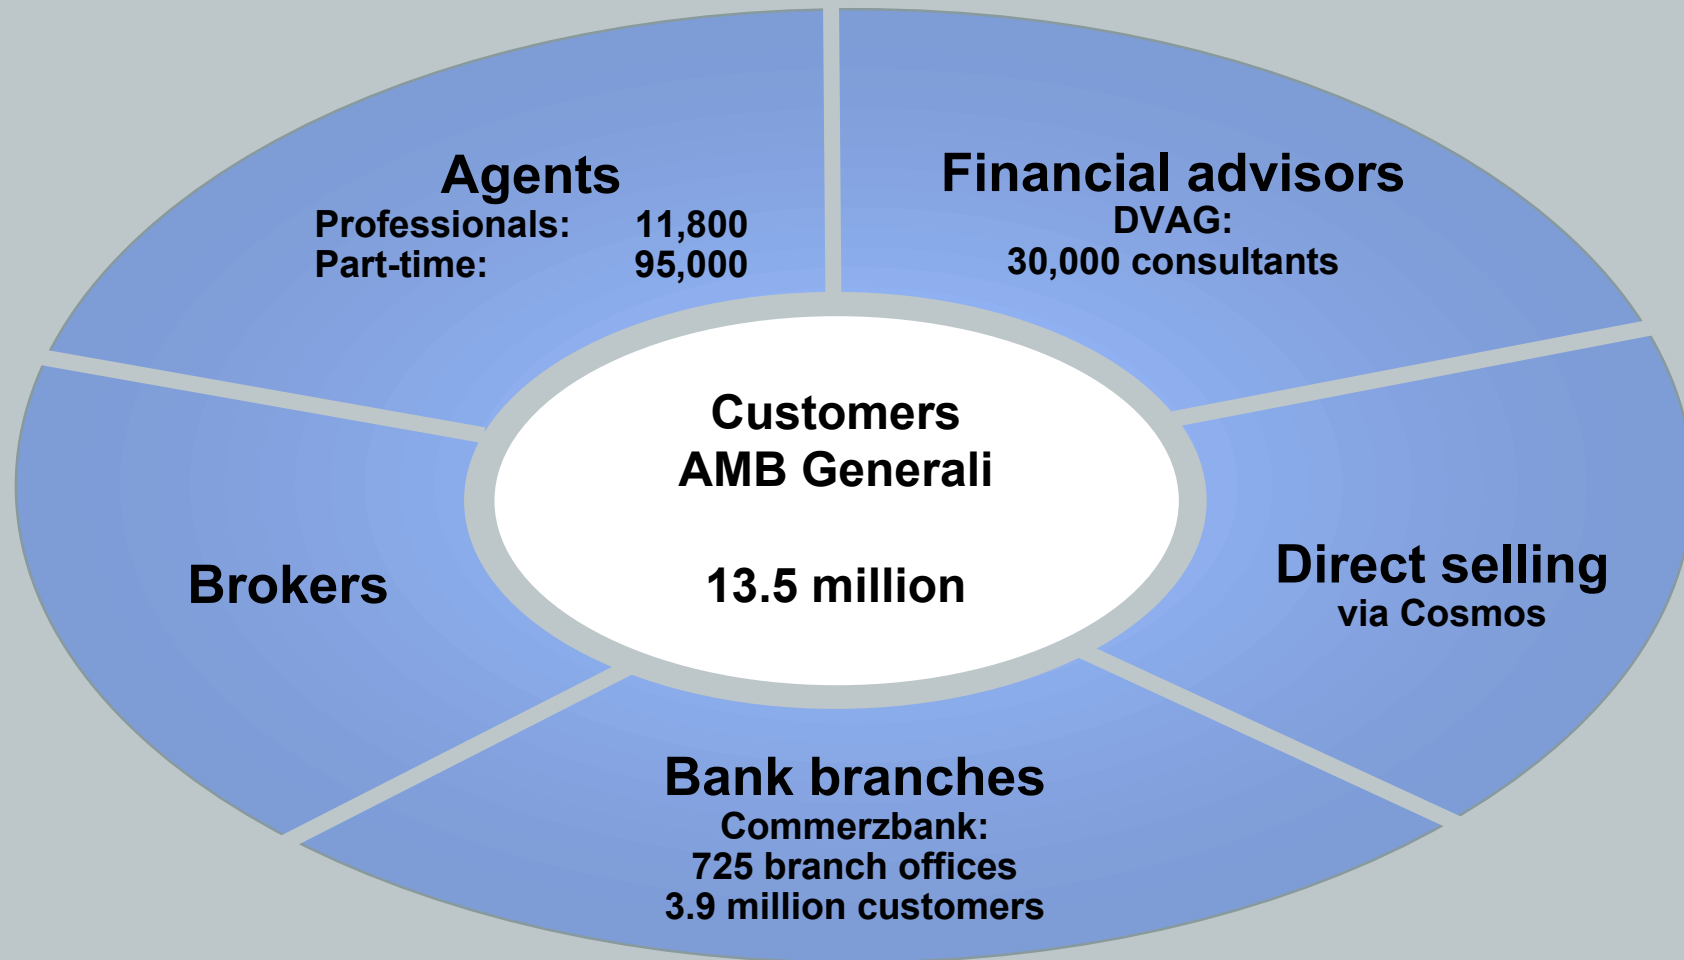 Agents
Professionals: 11,800
Part-time: 95,000
Financial advisors
DVAG:
30,000 consultants
Customers
AMB Generali
13.5 million
Brokers
Direct selling
via Cosmos
Bank branches
Commerzbank:
725 branch offices
3.9 million customers